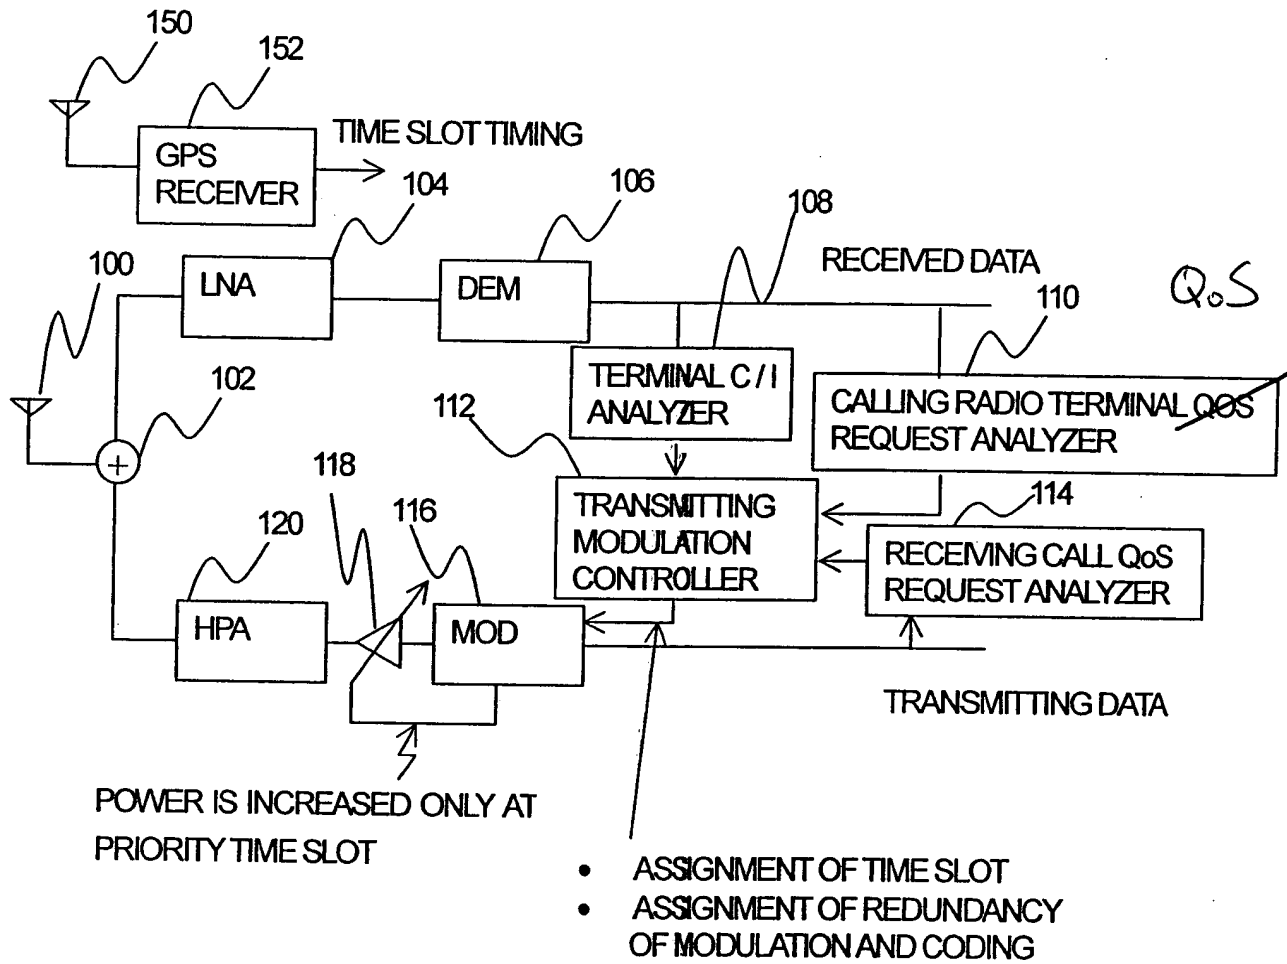 150
152
TIME SLOT TIMING
GPS
RECEIVER
104
106
108
100
LNA
DEM
RECEIVED DATA
QoS
110
102
TERMINAL C / I
ANALYZER
CALLING RADIO TERMINAL QOS
REQUEST ANALYZER
112
118
114
120
116
TRANSMITTING
MODULATION
CONTROLLER
RECEIVING CALL QoS
REQUEST ANALYZER
HPA
MOD
TRANSMITTING DATA
POWER IS INCREASED ONLY AT
PRIORITY TIME SLOT
• ASSIGNMENT OF TIME SLOT
• ASSIGNMENT OF REDUNDANCY
OF MODULATION AND CODING